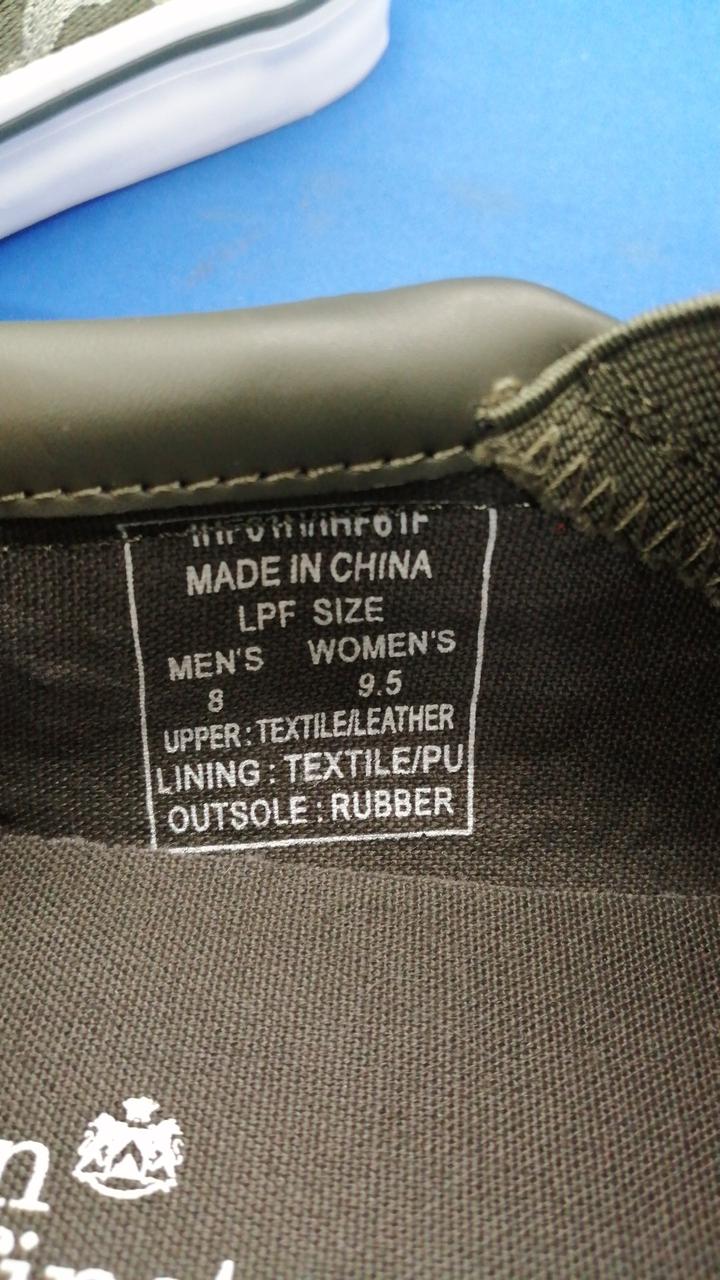 MADE IN CHINA
LPF SIZE
MEN'S WOMEN'S
8 9.5
UPPER : TEXTILE/LEATHER
LINING : TEXTILE/PU
OUTSOLE : RUBBER